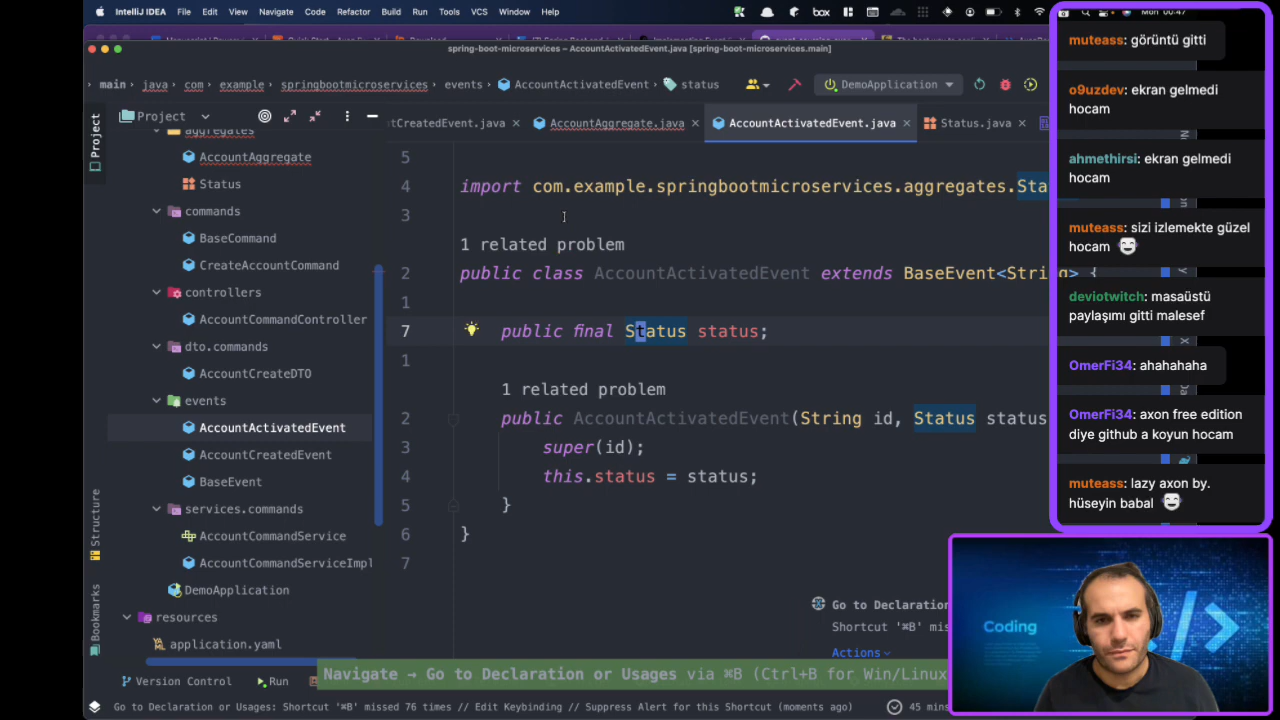 IntelliJ IDEA File Edit View Navigate Code Refactor Build Run Tools VCS Window Help
box
Mon 00:47
spring-boot-microservices – AccountActivatedEvent.java [spring-boot-microservices.main]
main java com example springbootmicroservices events AccountActivatedEvent status
DemoApplication
Project
Project
tCreatedEvent.java AccountAggregate.java AccountActivatedEvent.java Status.java
aggregates
AccountAggregate
Status
commands
BaseCommand
CreateAccountCommand
controllers
AccountCommandController
dto.commands
AccountCreateDTO
events
AccountActivatedEvent
AccountCreatedEvent
BaseEvent
services.commands
AccountCommandService
AccountCommandServiceImpl
DemoApplication
resources
application.yaml
Structure
Bookmarks
5
4 import com.example.springbootmicroservices.aggregates.Sta
3
1 related problem
2 public class AccountActivatedEvent extends BaseEvent<String> {
1
7 public final Status status;
1
1 related problem
2 public AccountActivatedEvent(String id, Status status
3 super(id);
4 this.status = status;
5 }
6 }
7
Go to Declaration
Shortcut '⌘B' mis
Actions
Navigate → Go to Declaration or Usages via ⌘B (Ctrl+B for Win/Linux
Version Control Run
Go to Declaration or Usages: Shortcut '⌘B' missed 76 times // Edit Keybinding // Suppress Alert for this Shortcut (moments ago) 45 mins
muteass: görüntü gitti
o9uzdev: ekran gelmedi
hocam
ahmethirsi: ekran gelmedi
hocam
muteass: sizi izlemekte güzel
hocam
deviotwitch: masaüstü
paylaşımı gitti malesef
OmerFi34: ahahahaha
OmerFi34: axon free edition
diye github a koyun hocam
muteass: lazy axon by.
hüseyin babal
Coding